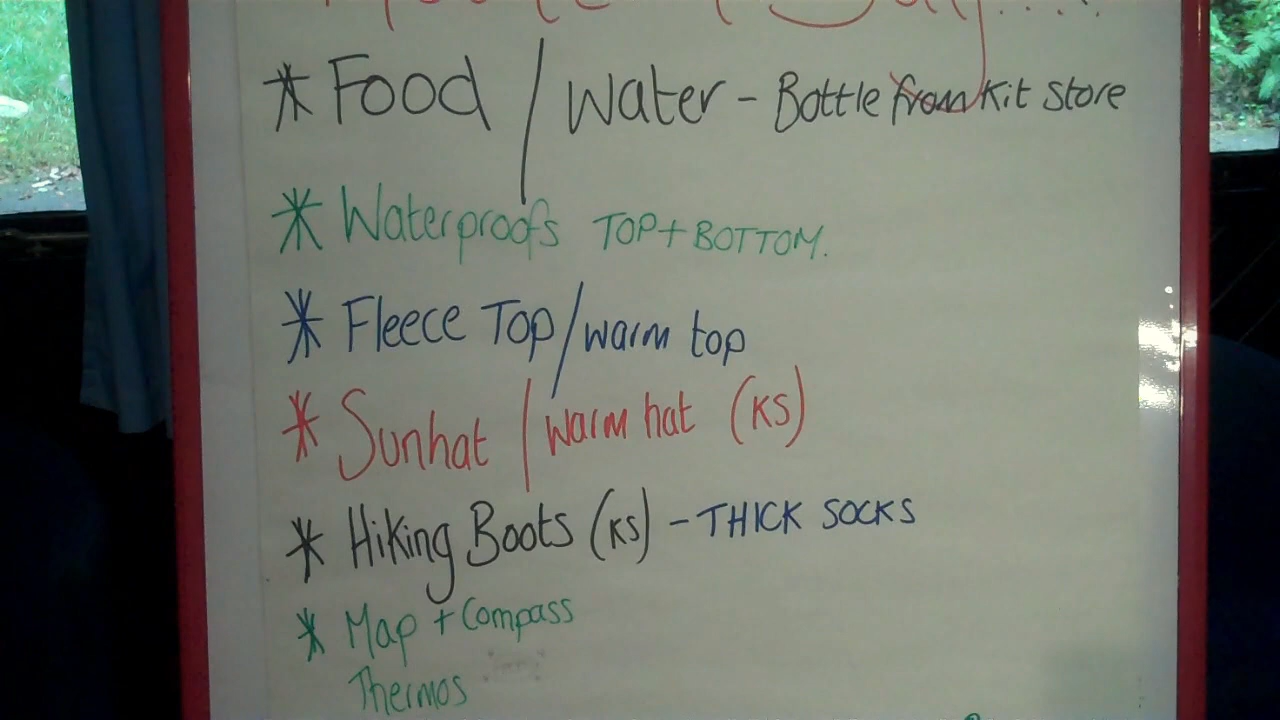 * Food / Water - Bottle from Kit Store
* Waterproofs TOP + BOTTOM.
* Fleece Top / warm top
* Sunhat / warm hat (KS)
* Hiking Boots (KS) - THICK SOCKS
* Map + Compass
Thermos